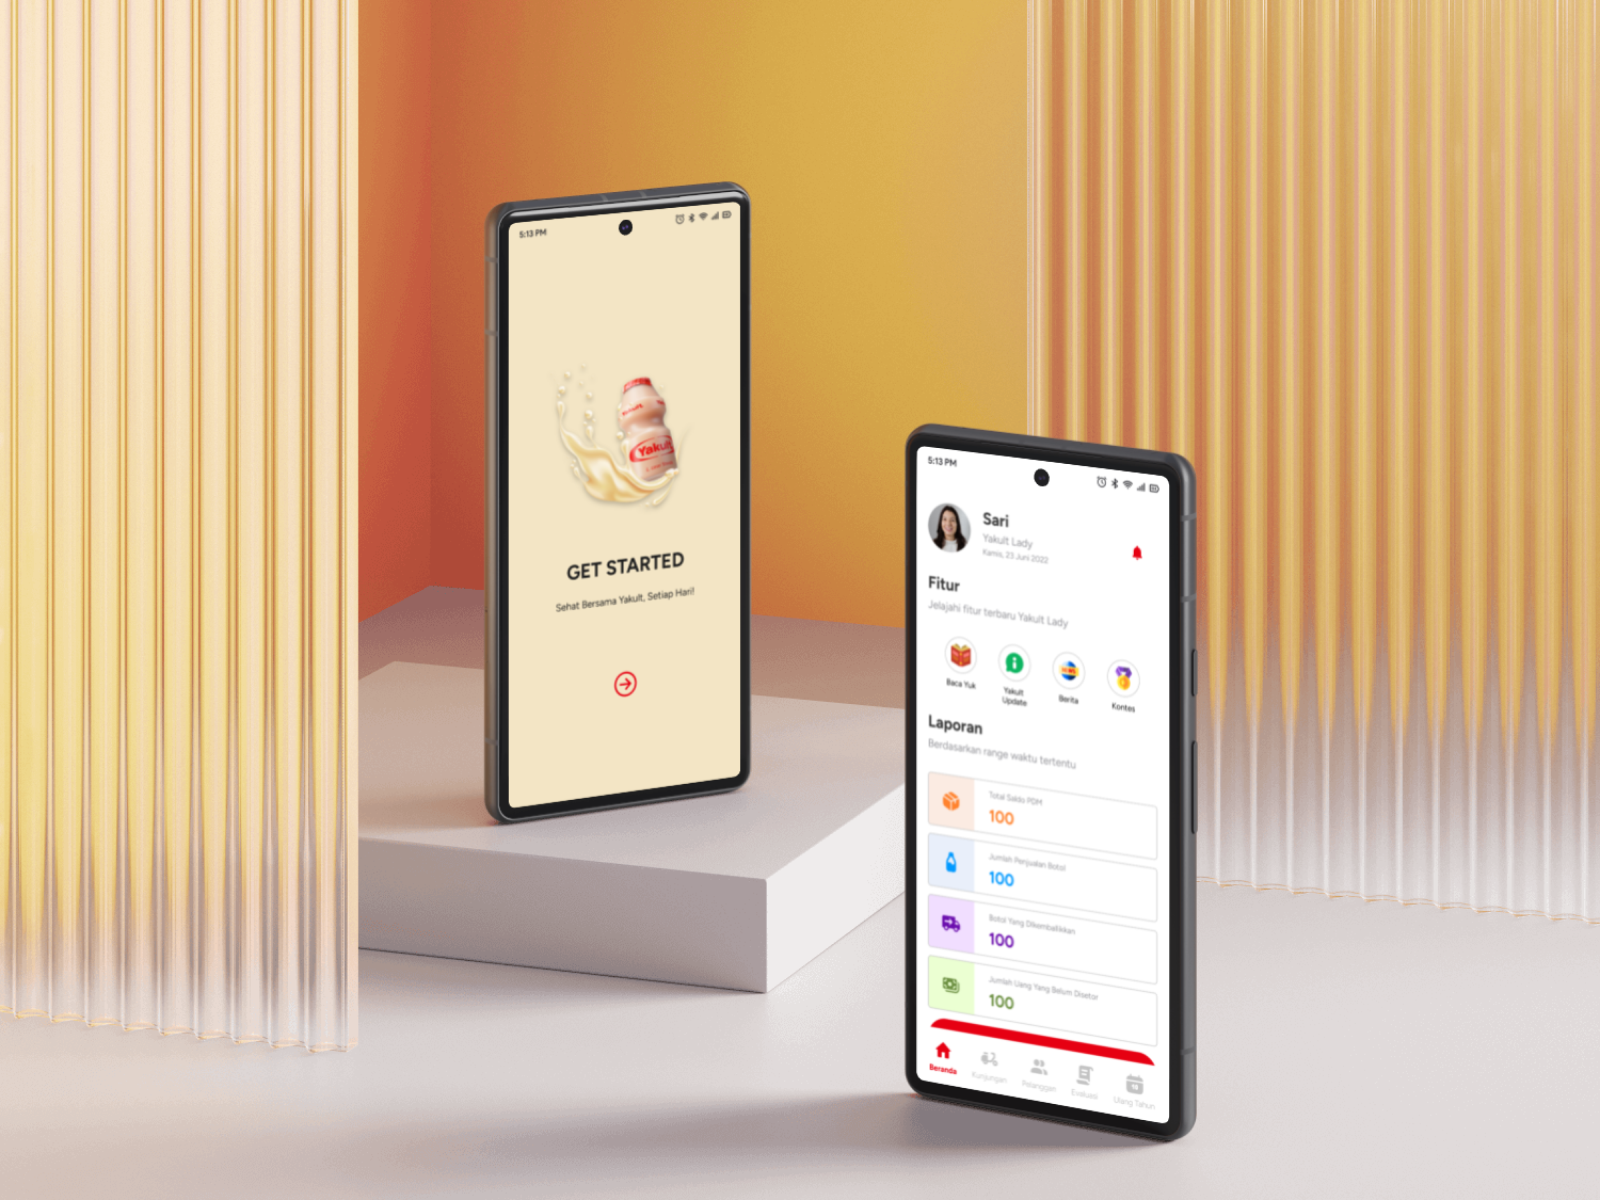 5:13 PM
Yakult
Yakult
GET STARTED
Sehat Bersama Yakult, Setiap Hari!
5:13 PM
Sari
Yakult Lady
Kamis, 23 Juni 2022
Fitur
Jelajahi fitur terbaru Yakult Lady
Baca Yuk
Yakult
Update
Berita
Kontes
Laporan
Berdasarkan range waktu tertentu
Total Saldo PDM
100
Jumlah Penjualan Botol
100
Botol Yang Dikembalikkan
100
Jumlah Uang Yang Belum Disetor
100
Beranda
Kunjungan
Pelanggan
Evaluasi
Ulang Tahun